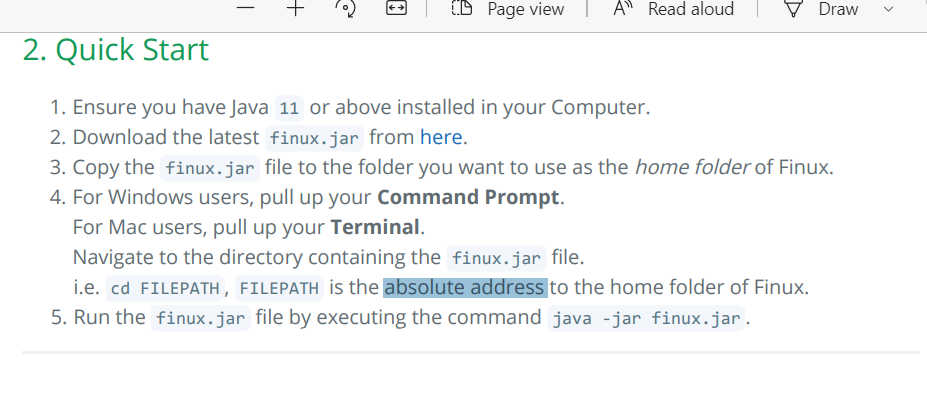 Page view
Read aloud
Draw
2. Quick Start
1. Ensure you have Java 11 or above installed in your Computer.
2. Download the latest finux.jar from here.
3. Copy the finux.jar file to the folder you want to use as the home folder of Finux.
4. For Windows users, pull up your Command Prompt.
For Mac users, pull up your Terminal.
Navigate to the directory containing the finux.jar file.
i.e. cd FILEPATH, FILEPATH is the absolute address to the home folder of Finux.
5. Run the finux.jar file by executing the command java -jar finux.jar.